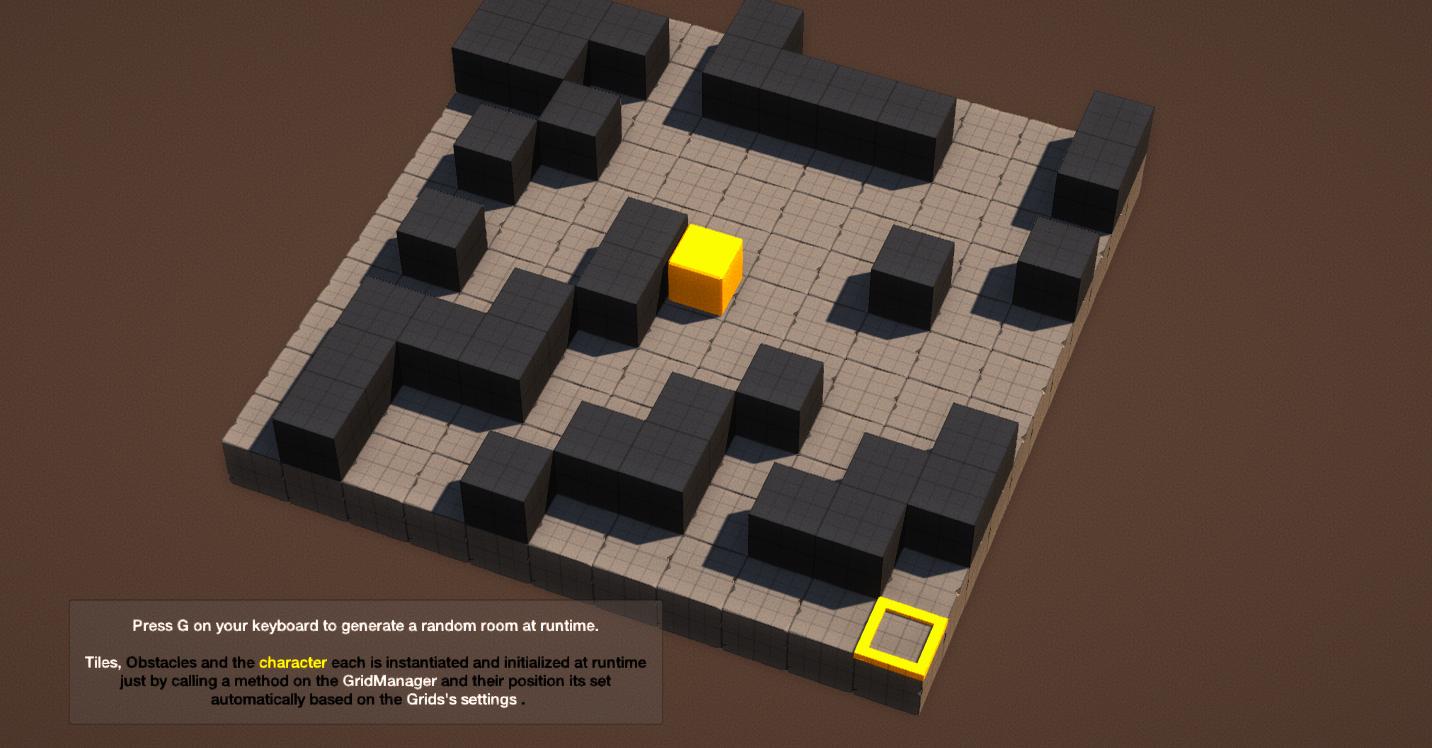 Press G on your keyboard to generate a random room at runtime.
Tiles, Obstacles and the character each is instantiated and initialized at runtime
just by calling a method on the GridManager and their position its set
automatically based on the Grids's settings .